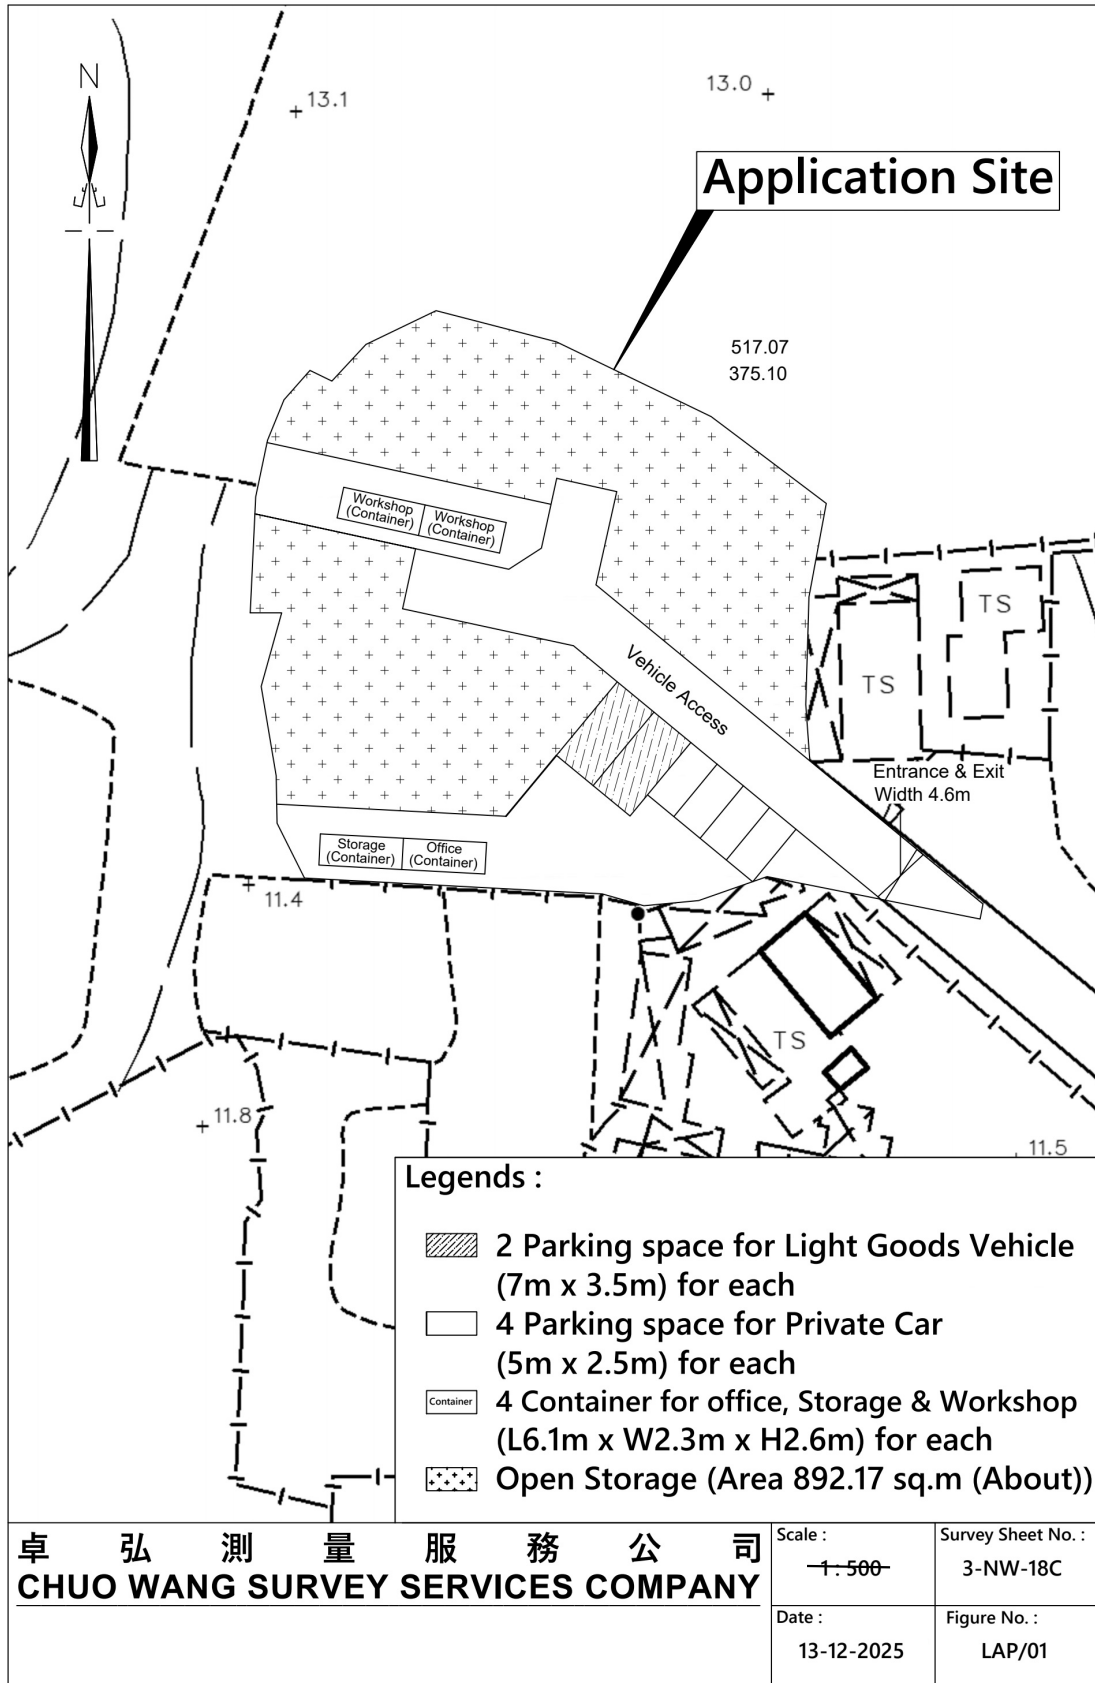 N
13.1
13.0
Application Site
517.07
375.10
Workshop
(Container)
Workshop
(Container)
TS
TS
Vehicle Access
Entrance & Exit
Width 4.6m
Storage
(Container)
Office
(Container)
11.4
TS
11.8
11.5
Legends :
2 Parking space for Light Goods Vehicle
(7m x 3.5m) for each
4 Parking space for Private Car
(5m x 2.5m) for each
Container
4 Container for office, Storage & Workshop
(L6.1m x W2.3m x H2.6m) for each
Open Storage (Area 892.17 sq.m (About))
卓弘測量服務公司
CHUO WANG SURVEY SERVICES COMPANY
Scale :
1 : 500
Survey Sheet No. :
3-NW-18C
Date :
13-12-2025
Figure No. :
LAP/01